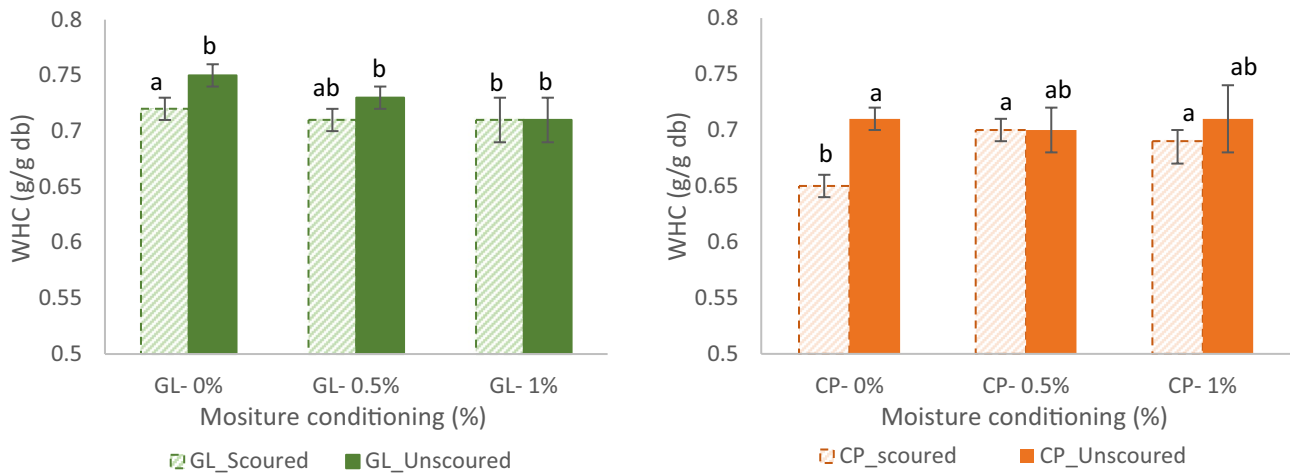 0.8
0.75
0.7
0.65
0.6
0.55
0.5
WHC (g/g db)
a b ab b b b
GL- 0% GL- 0.5% GL- 1%
Mositure conditioning (%)
GL_Scoured GL_Unscoured
0.8
0.75
0.7
0.65
0.6
0.55
0.5
WHC (g/g db)
b a a ab a ab
CP- 0% CP- 0.5% CP- 1%
Moisture conditioning (%)
CP_scoured CP_Unscoured